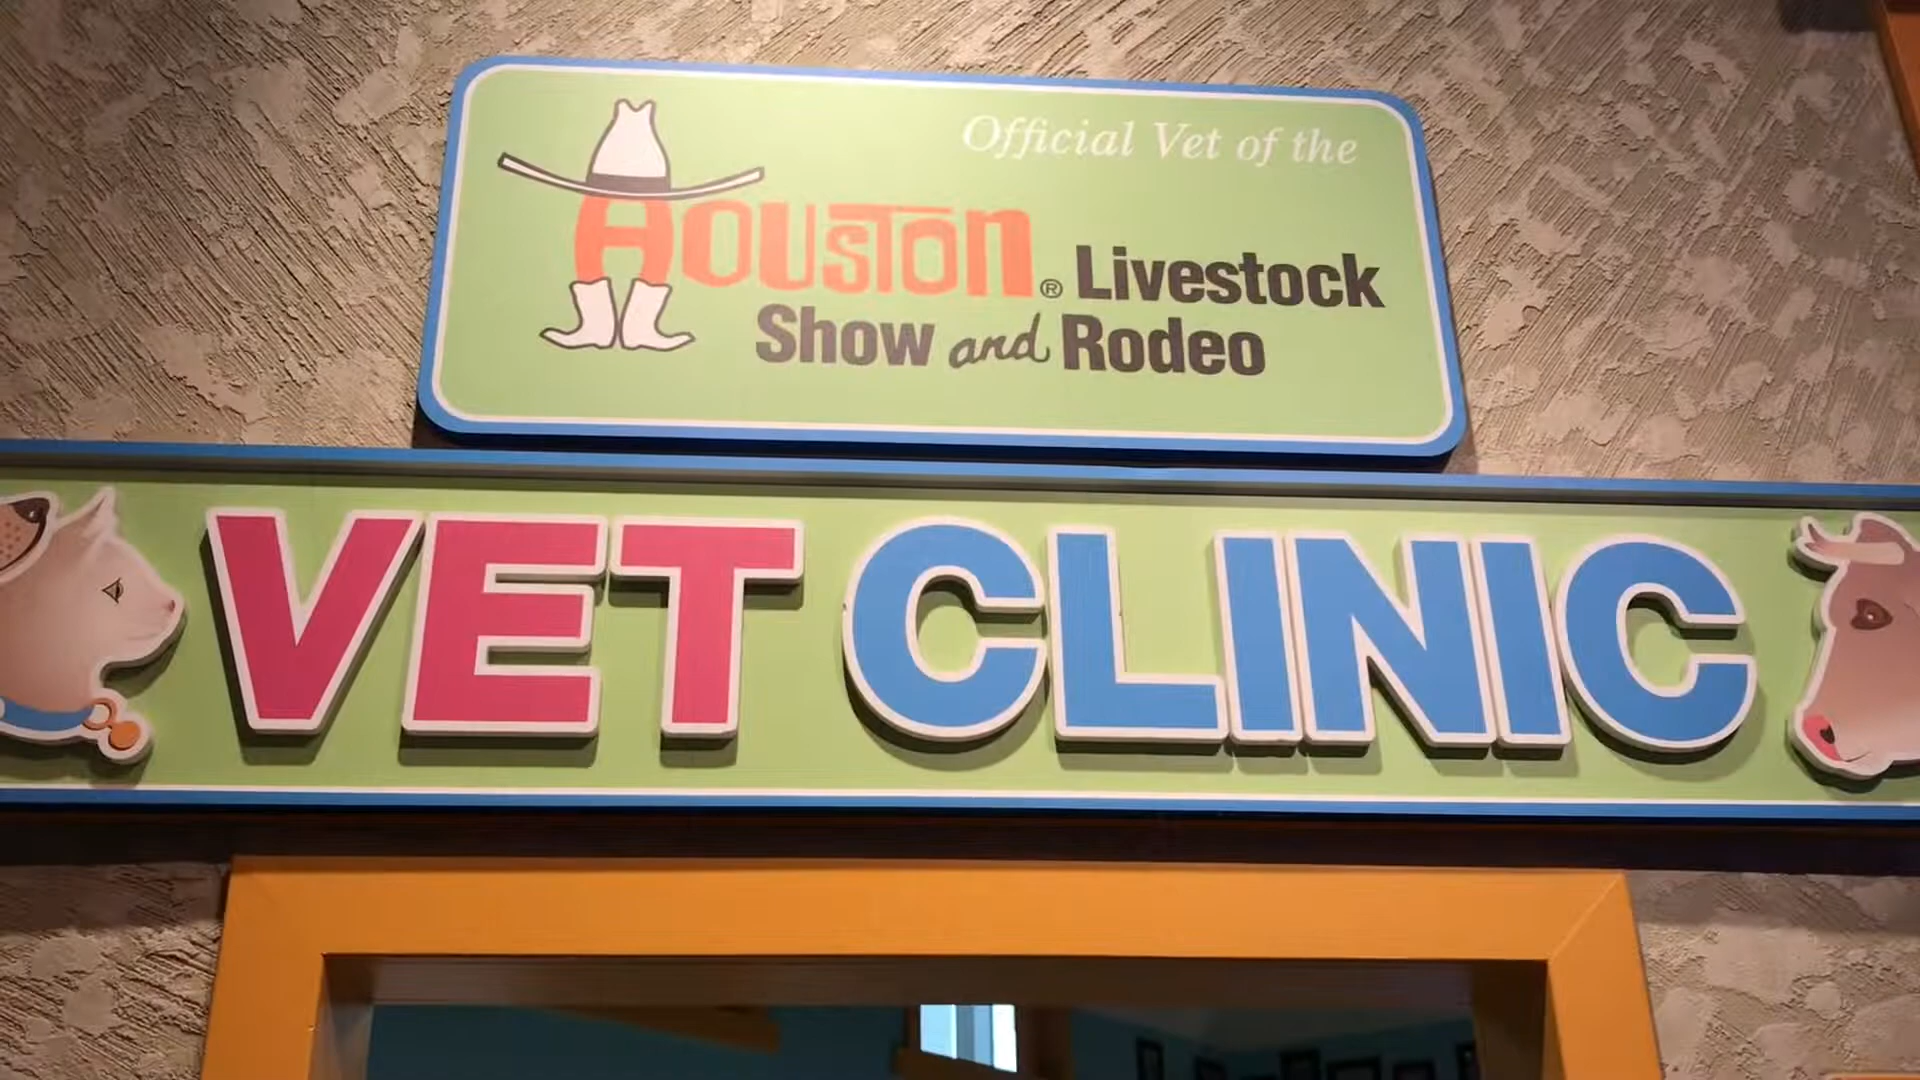 Official Vet of the
HOUSTON® Livestock
Show and Rodeo
VET CLINIC